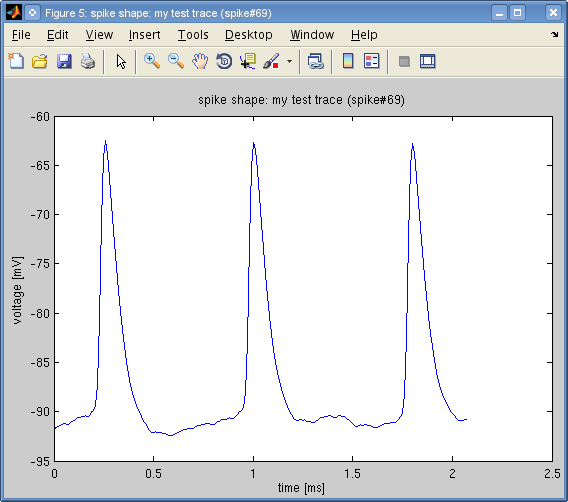 Figure 5: spike shape: my test trace (spike#69)
File Edit View Insert Tools Desktop Window Help
spike shape: my test trace (spike#69)
-60
-65
-70
-75
-80
-85
-90
-95
voltage [mV]
0 0.5 1 1.5 2 2.5
time [ms]